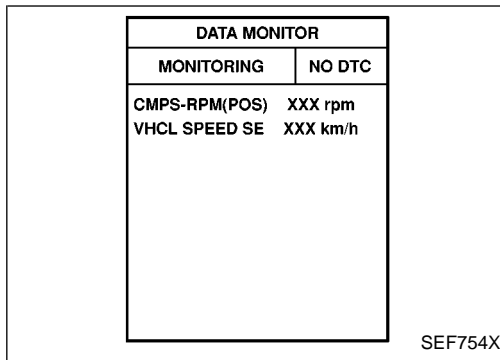 DATA MONITOR
MONITORING NO DTC
CMPS-RPM(POS) XXX rpm
VHCL SPEED SE XXX km/h
SEF754X